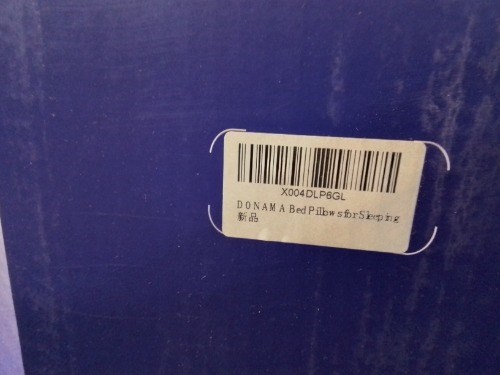 X004DLP6GL
DONAMA Bed Pillows for Sleeping
新品